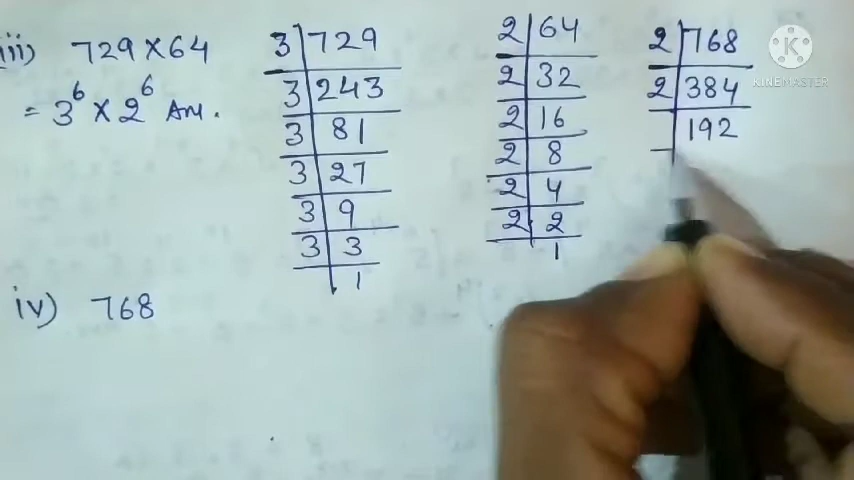 iii) 729 × 64
= 3^6 × 2^6 Ans.
3 | 729
3 | 243
3 | 81
3 | 27
3 | 9
3 | 3
1
2 | 64
2 | 32
2 | 16
2 | 8
2 | 4
2 | 2
1
2 | 768
2 | 384
192
K
KINEMASTER
iv) 768